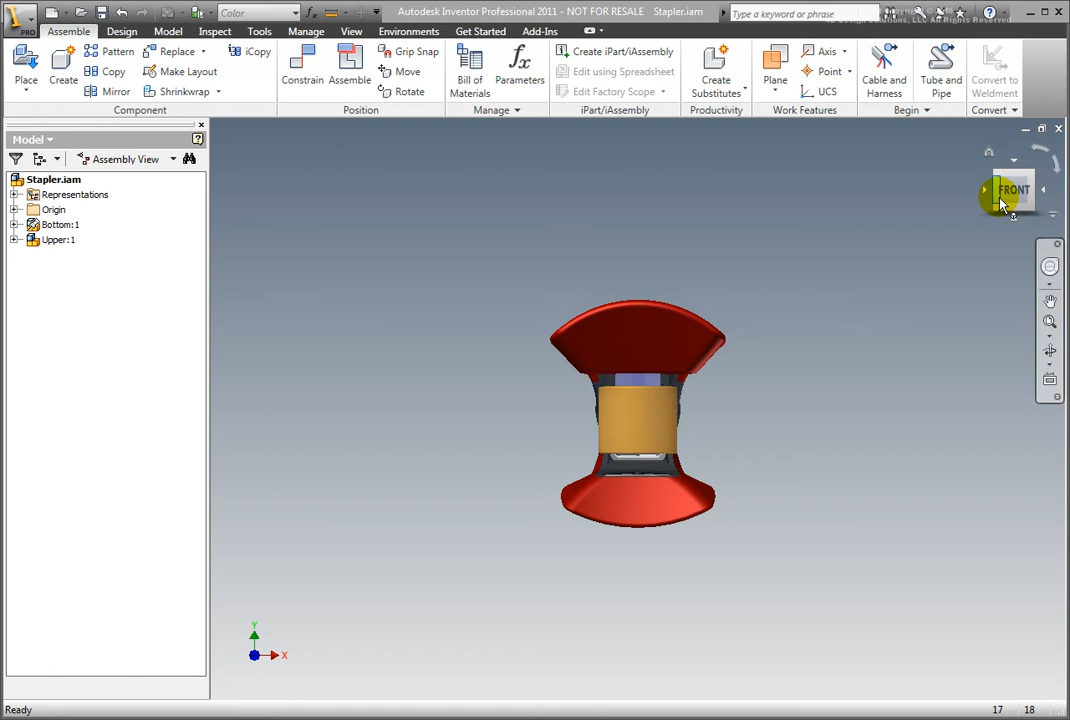 Color
Autodesk Inventor Professional 2011 - NOT FOR RESALE Stapler.iam
Type a keyword or phrase
All Rights Reserved
PRO
Assemble Design Model Inspect Tools Manage View Environments Get Started Add-Ins
Place
Create
Pattern
Copy
Mirror
Replace
Make Layout
Shrinkwrap
iCopy
Component
Constrain
Assemble
Grip Snap
Move
Rotate
Position
Bill of
Materials
Parameters
Manage
Create iPart/iAssembly
Edit using Spreadsheet
Edit Factory Scope
iPart/iAssembly
Create
Substitutes
Productivity
Plane
Axis
Point
UCS
Work Features
Cable and
Harness
Tube and
Pipe
Begin
Convert to
Weldment
Convert
Model
Assembly View
Stapler.iam
Representations
Origin
Bottom:1
Upper:1
FRONT
Y
X
Ready
17 18